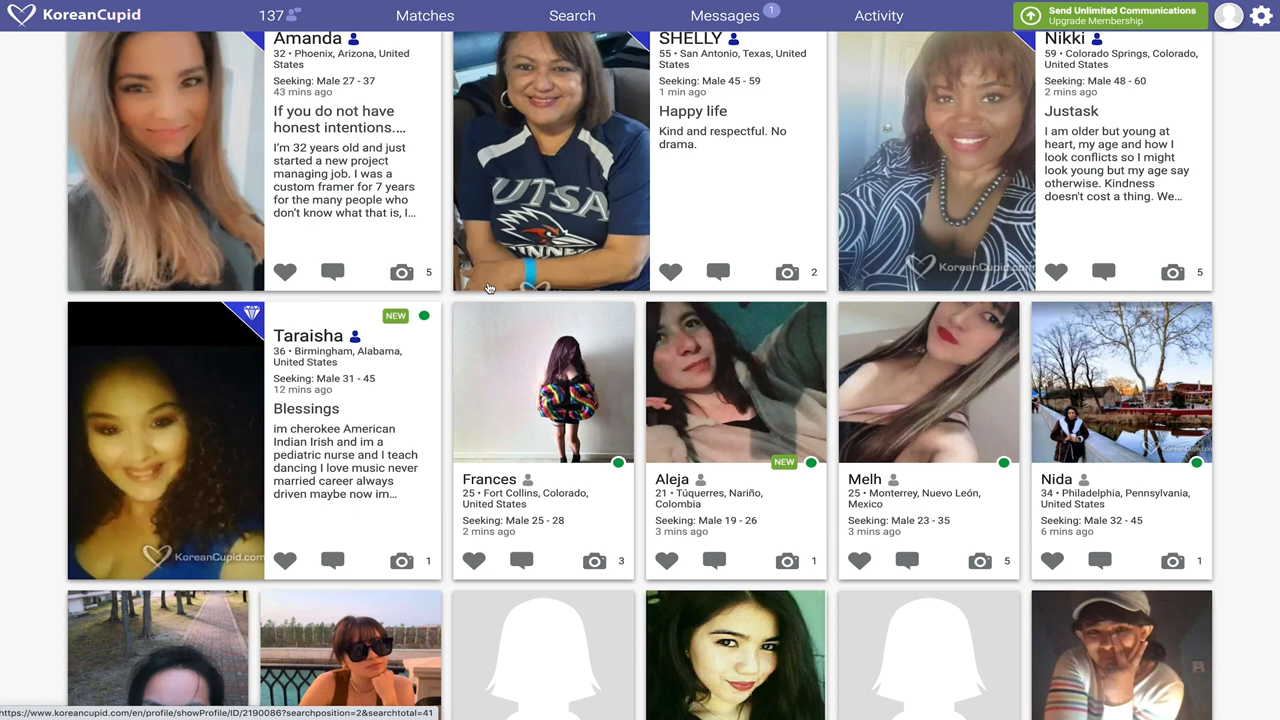 KoreanCupid
137
Matches
Search
Messages
1
Activity
Send Unlimited Communications
Upgrade Membership
Amanda
32 • Phoenix, Arizona, United
States
Seeking: Male 27 - 37
43 mins ago
If you do not have
honest intentions....
I'm 32 years old and just
started a new project
managing job. I was a
custom framer for 7 years
for the many people who
don't know what that is, I...
5
SHELLY
55 • San Antonio, Texas, United
States
Seeking: Male 45 - 59
1 min ago
Happy life
Kind and respectful. No
drama.
2
UTSA
Nikki
59 • Colorado Springs, Colorado,
United States
Seeking: Male 48 - 60
2 mins ago
Justask
I am older but young at
heart, my age and how I
look conflicts so I might
look young but my age say
otherwise. Kindness
doesn't cost a thing. We...
5
KoreanCupid.com
NEW
Taraisha
36 • Birmingham, Alabama,
United States
Seeking: Male 31 - 45
12 mins ago
Blessings
im cherokee American
Indian Irish and im a
pediatric nurse and I teach
dancing I love music never
married career always
driven maybe now im...
1
KoreanCupid.com
Frances
25 • Fort Collins, Colorado,
United States
Seeking: Male 25 - 28
2 mins ago
3
NEW
Aleja
21 • Túquerres, Nariño,
Colombia
Seeking: Male 19 - 26
3 mins ago
1
Melh
25 • Monterrey, Nuevo León,
Mexico
Seeking: Male 23 - 35
3 mins ago
5
Nida
34 • Philadelphia, Pennsylvania,
United States
Seeking: Male 32 - 45
6 mins ago
1
https://www.koreancupid.com/en/profile/showProfile/ID/2190086?searchposition=2&searchtotal=41